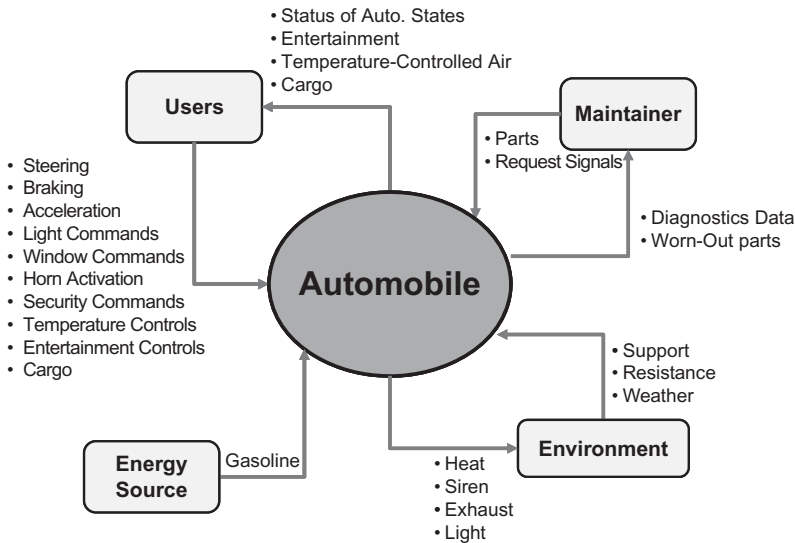 • Status of Auto. States
• Entertainment
• Temperature-Controlled Air
• Cargo
Users
Maintainer
• Parts
• Request Signals
• Steering
• Braking
• Acceleration
• Light Commands
• Window Commands
• Horn Activation
• Security Commands
• Temperature Controls
• Entertainment Controls
• Cargo
• Diagnostics Data
• Worn-Out parts
Automobile
• Support
• Resistance
• Weather
Energy
Source
Gasoline
Environment
• Heat
• Siren
• Exhaust
• Light